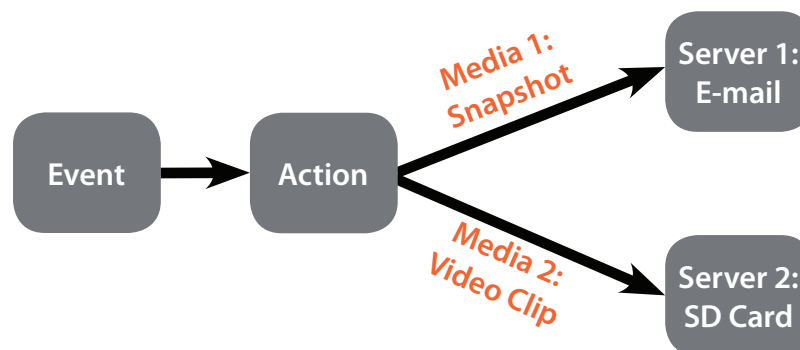 Event
Action
Media 1:
Snapshot
Server 1:
E-mail
Media 2:
Video Clip
Server 2:
SD Card